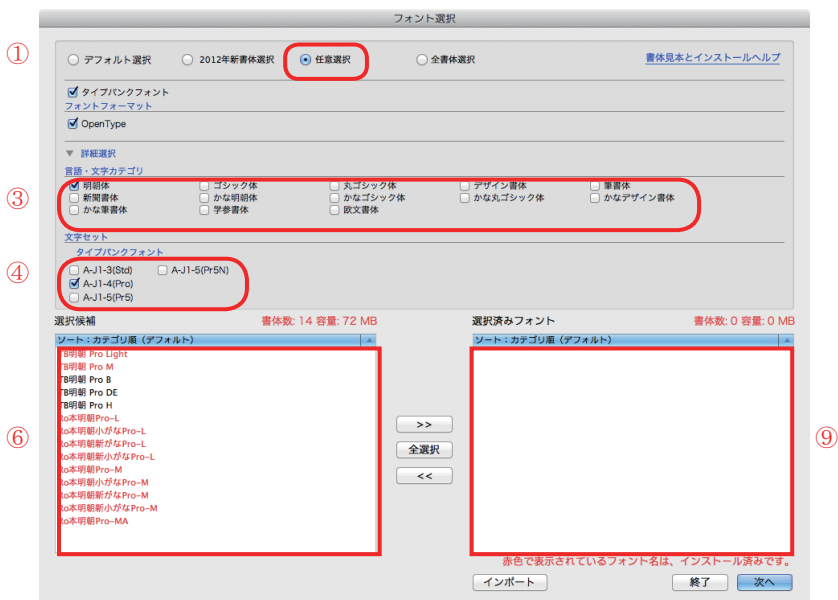 フォント選択
①
デフォルト選択 2012年新書体選択 任意選択 全書体選択 書体見本とインストールヘルプ
タイプバンクフォント
フォントフォーマット
OpenType
▼ 詳細選択
言語・文字カテゴリ
③
明朝体 ゴシック体 丸ゴシック体 デザイン書体 筆書体
新聞書体 かな明朝体 かなゴシック体 かな丸ゴシック体 かなデザイン書体
かな筆書体 学参書体 欧文書体
文字セット
タイプバンクフォント
④
A-J1-3(Std) A-J1-5(Pr5N)
A-J1-4(Pro)
A-J1-5(Pr5)
選択候補 書体数: 14 容量: 72 MB
ソート：カテゴリ順（デフォルト）
⑥
TB明朝 Pro Light
TB明朝 Pro M
TB明朝 Pro B
TB明朝 Pro DE
TB明朝 Pro H
Ro本明朝Pro-L
Ro本明朝小がなPro-L
Ro本明朝新がなPro-L
Ro本明朝新小がなPro-L
Ro本明朝Pro-M
Ro本明朝小がなPro-M
Ro本明朝新がなPro-M
Ro本明朝新小がなPro-M
Ro本明朝Pro-MA
>>
全選択
<<
選択済みフォント 書体数: 0 容量: 0 MB
ソート：カテゴリ順（デフォルト）
⑨
赤色で表示されているフォント名は、インストール済みです。
インポート 終了 次へ